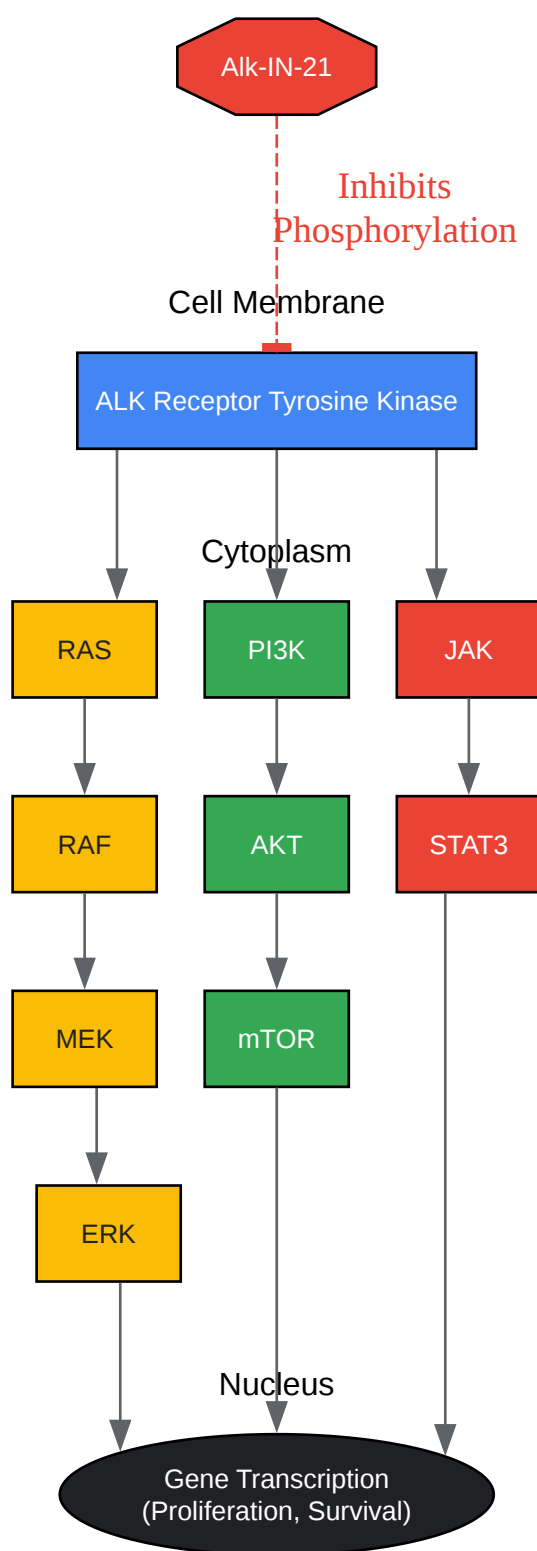 Alk-IN-21
Inhibits
Phosphorylation
Cell Membrane
ALK Receptor Tyrosine Kinase
Cytoplasm
RAS
PI3K
JAK
RAF
AKT
STAT3
MEK
mTOR
ERK
Nucleus
Gene Transcription
(Proliferation, Survival)